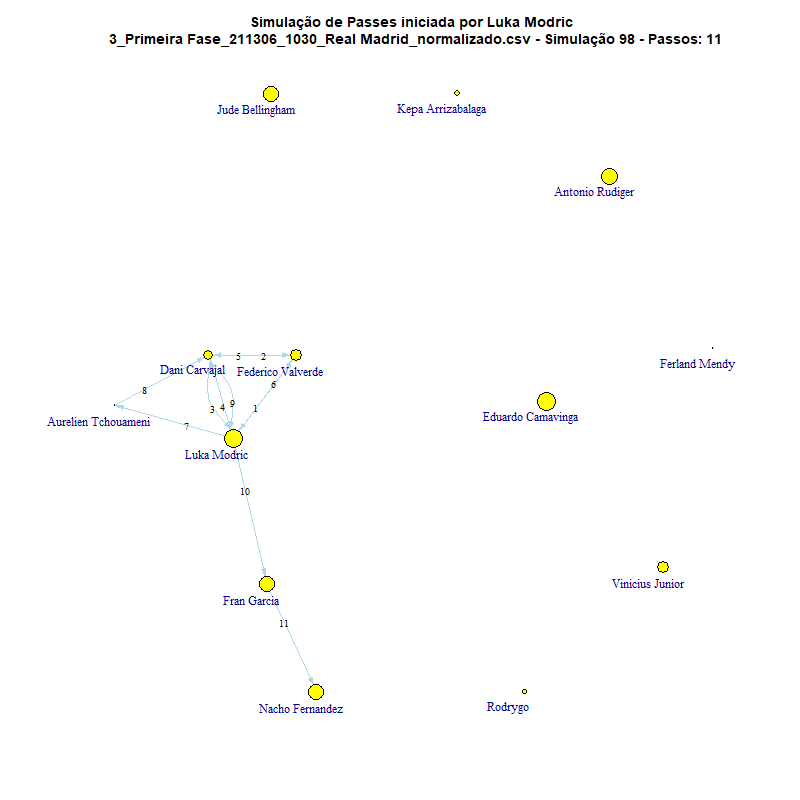 Simulação de Passes iniciada por Luka Modric
3_Primeira Fase_211306_1030_Real Madrid_normalizado.csv - Simulação 98 - Passos: 11
Jude Bellingham
Kepa Arrizabalaga
Antonio Rudiger
5 2
Dani Carvajal
Federico Valverde
Ferland Mendy
6
8
3 4 9 1
Eduardo Camavinga
Aurelien Tchouameni
7
Luka Modric
10
Vinicius Junior
Fran Garcia
11
Nacho Fernandez
Rodrygo